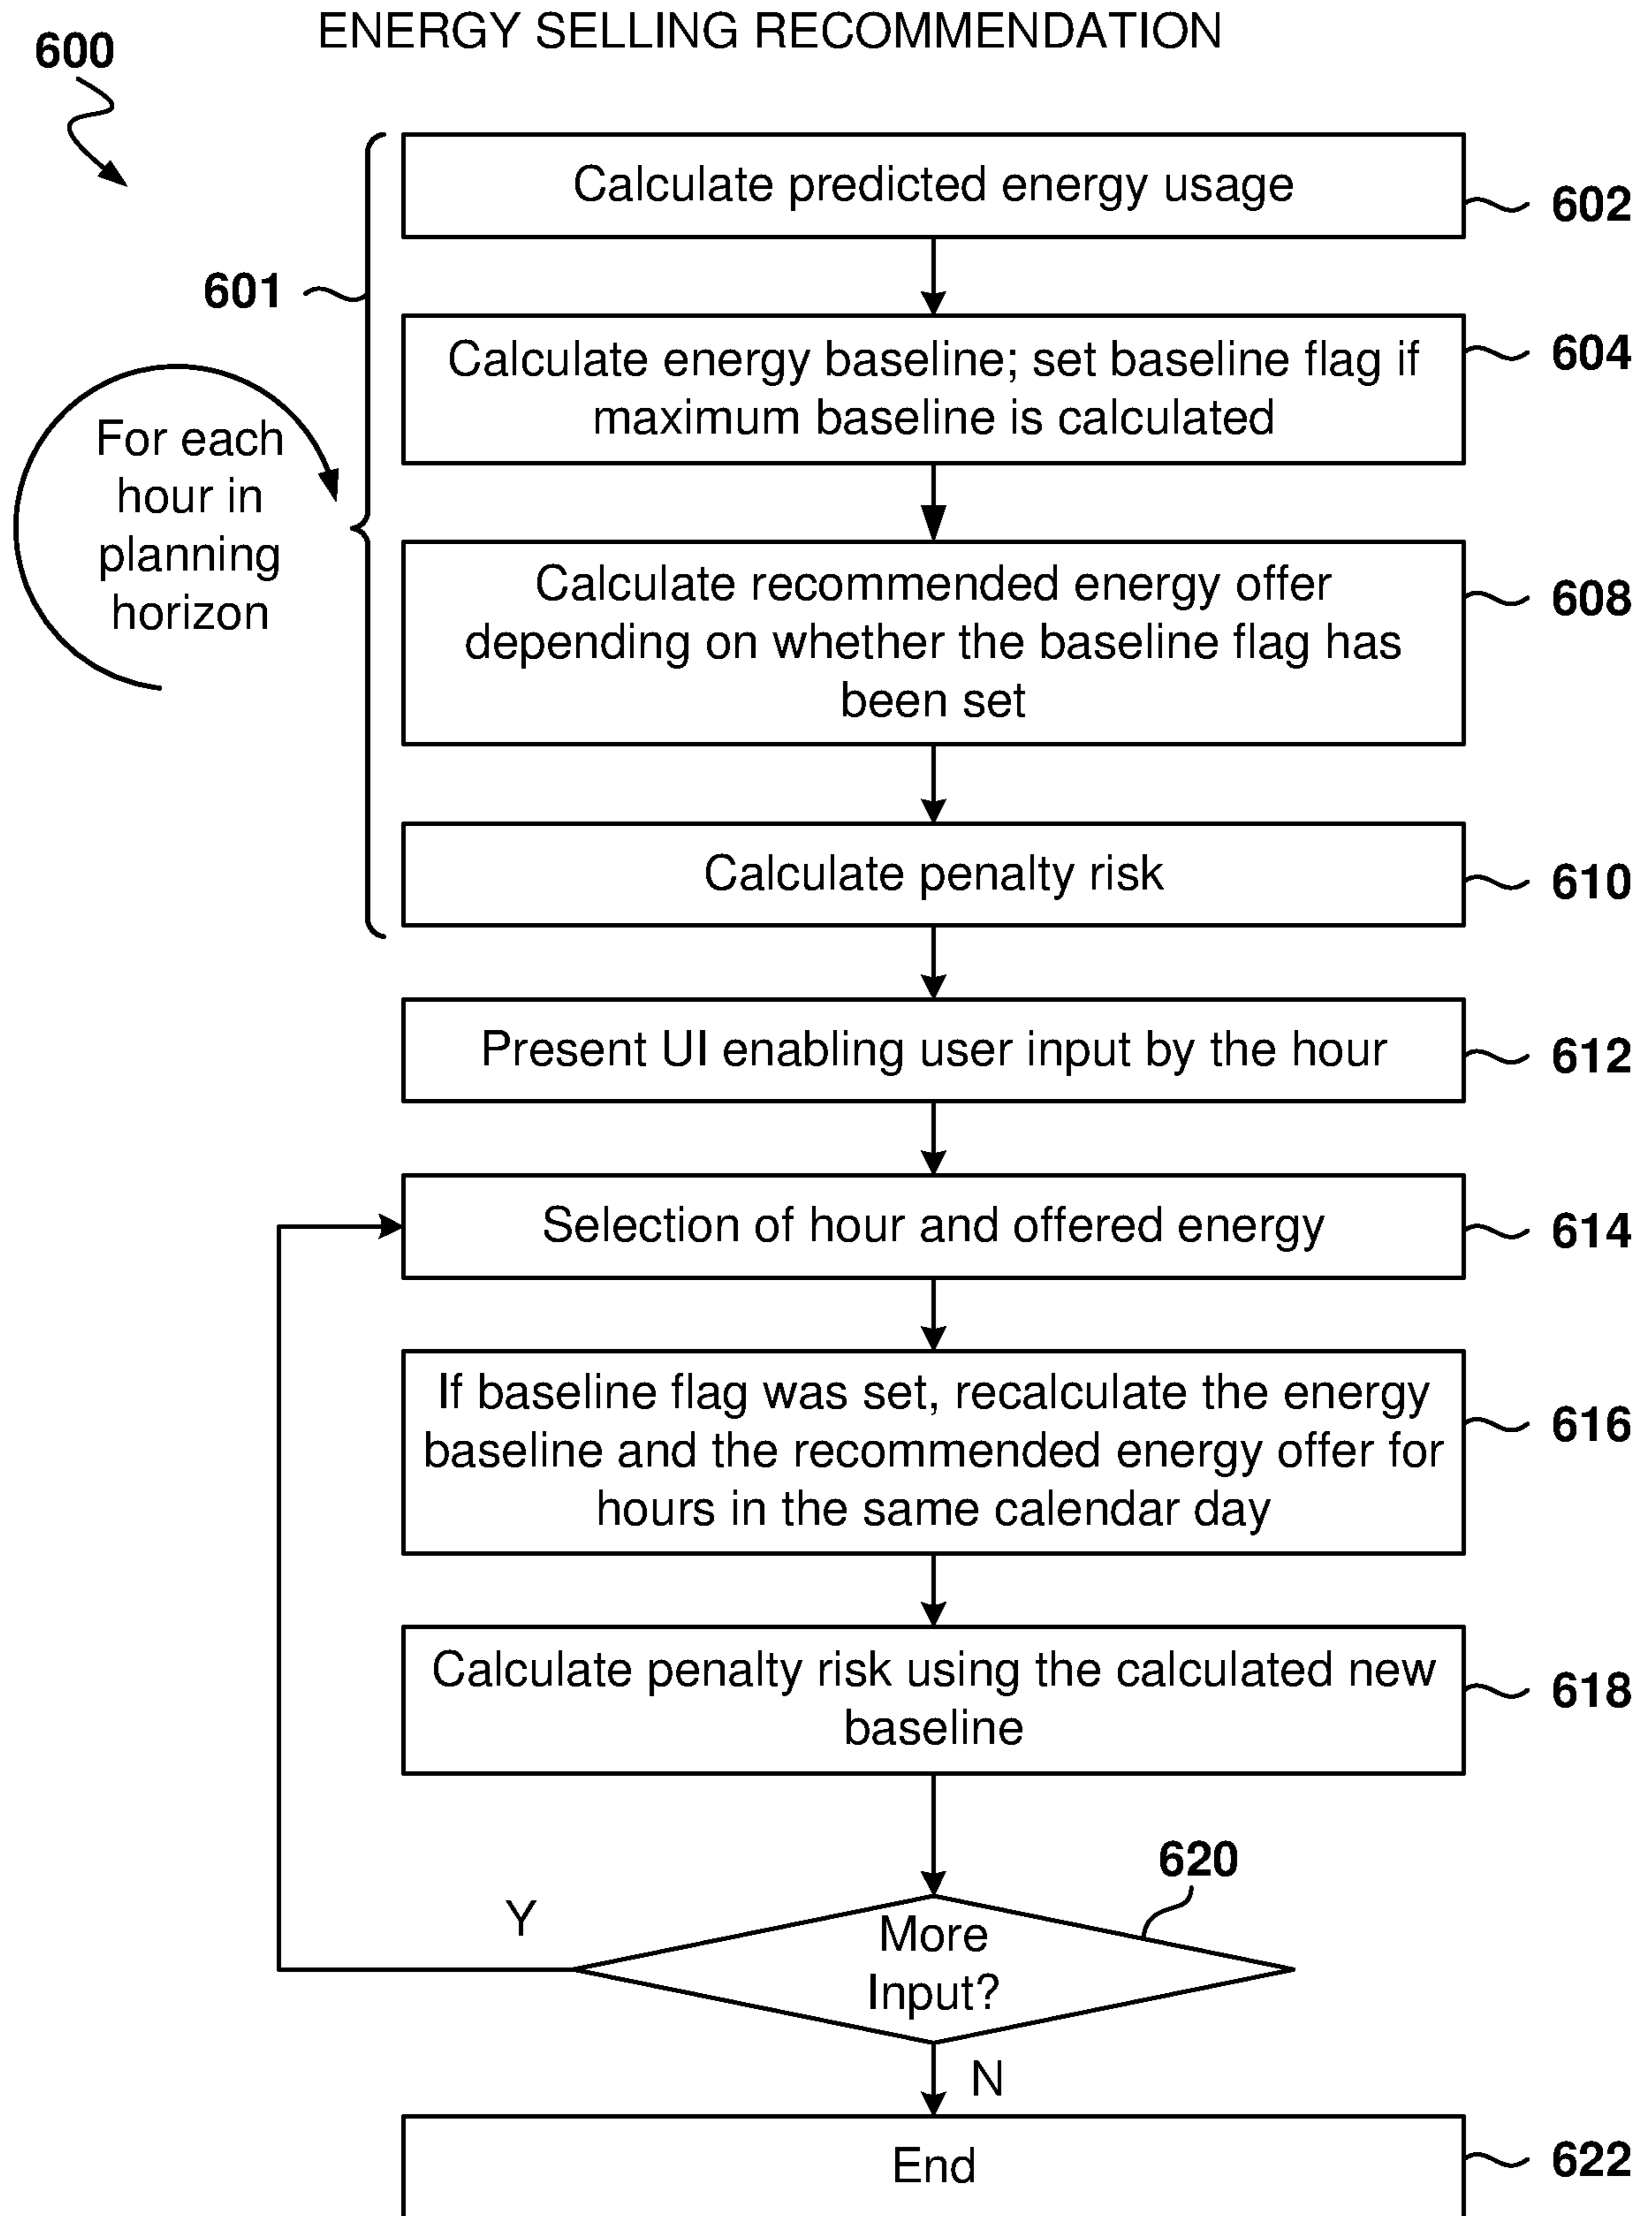 ENERGY SELLING RECOMMENDATION
600
Calculate predicted energy usage
602
601
Calculate energy baseline; set baseline flag if
maximum baseline is calculated
604
For each
hour in
planning
horizon
Calculate recommended energy offer
depending on whether the baseline flag has
been set
608
Calculate penalty risk
610
Present UI enabling user input by the hour
612
Selection of hour and offered energy
614
If baseline flag was set, recalculate the energy
baseline and the recommended energy offer for
hours in the same calendar day
616
Calculate penalty risk using the calculated new
baseline
618
620
Y
More
Input?
N
End
622